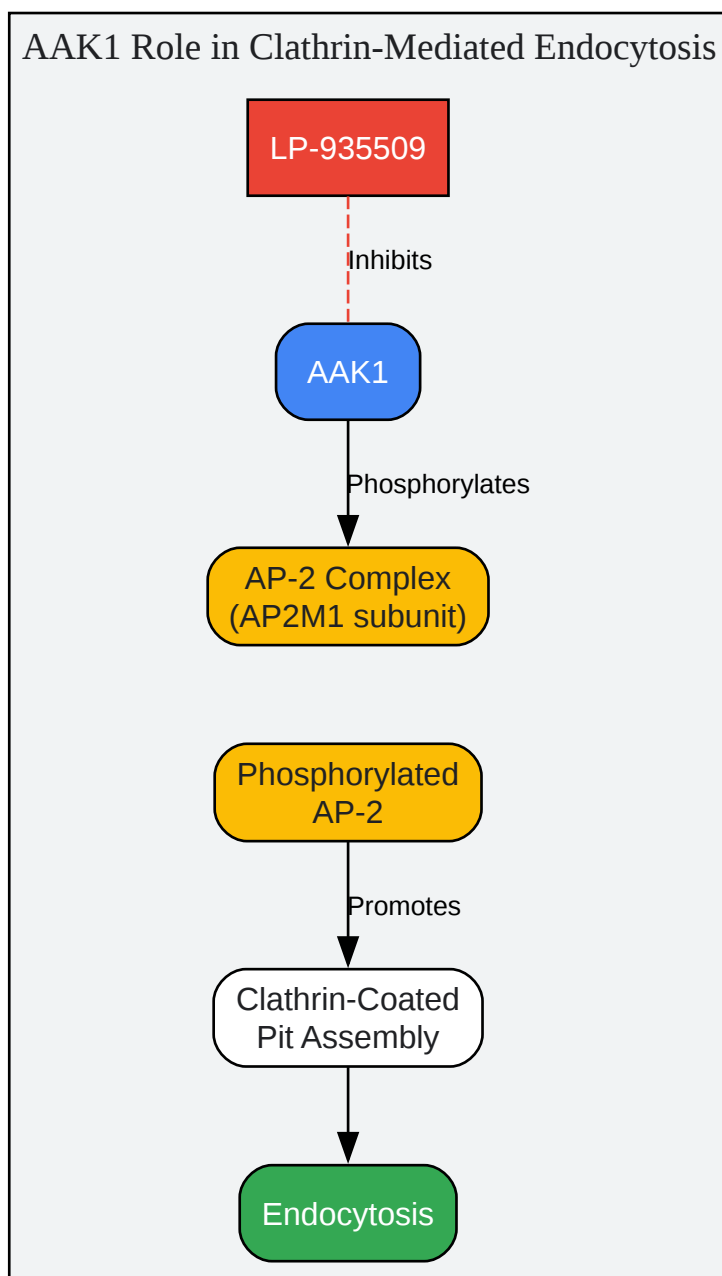 AAK1 Role in Clathrin-Mediated Endocytosis
LP-935509
Inhibits
AAK1
Phosphorylates
AP-2 Complex
(AP2M1 subunit)
Phosphorylated
AP-2
Promotes
Clathrin-Coated
Pit Assembly
Endocytosis